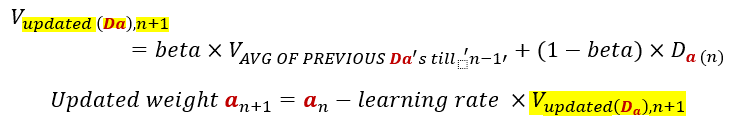 V updated (Da),n+1
= beta × V AVG OF PREVIOUS Da's till 'n−1' + (1 − beta) × D a (n)
Updated weight a n+1 = a n − learning rate × V updated(D a),n+1